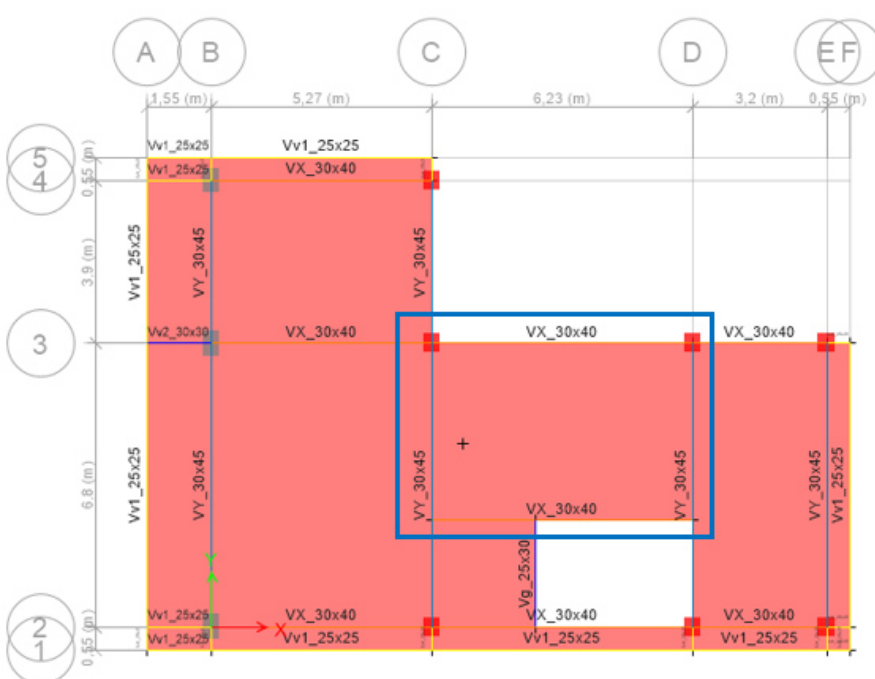 A B C D E F
1,55 (m) 5,27 (m) 6,23 (m) 3,2 (m) 0,55 (m)
Vv1_25x25 Vv1_25x25
5
Vv1_25x25 VX_30x40
4
0,55 (m)
Vv1_25x25 VY_30x45 VY_30x45
3,9 (m)
3
Vv2_30x30 VX_30x40 VX_30x40 VX_30x40
6,8 (m)
Vv1_25x25 VY_30x45 VY_30x45 VY_30x45 VY_30x45 Vv1_25x25
VX_30x40
Vg_25x30
Y
X
Vv1_25x25 VX_30x40 VX_30x40 VX_30x40
2
Vv1_25x25 Vv1_25x25 Vv1_25x25 Vv1_25x25
1
0,55 (m)